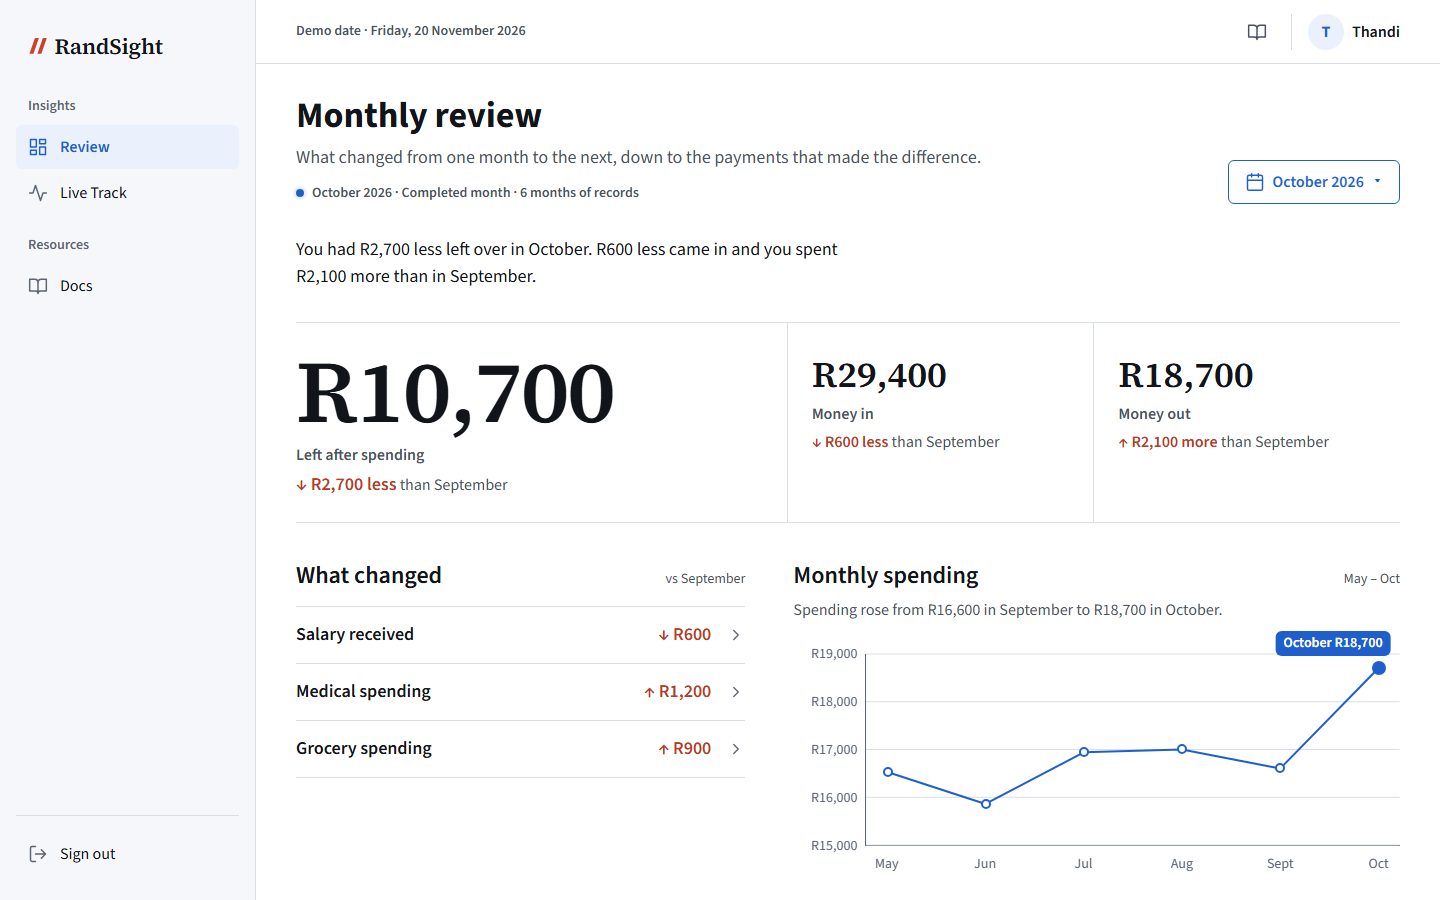 RandSight
Insights
Review
Live Track
Resources
Docs
Sign out
Demo date · Friday, 20 November 2026
T
Thandi
Monthly review
What changed from one month to the next, down to the payments that made the difference.
October 2026 · Completed month · 6 months of records
October 2026
You had R2,700 less left over in October. R600 less came in and you spent
R2,100 more than in September.
R10,700
Left after spending
↓ R2,700 less than September
R29,400
Money in
↓ R600 less than September
R18,700
Money out
↑ R2,100 more than September
What changed
vs September
Salary received
↓ R600
Medical spending
↑ R1,200
Grocery spending
↑ R900
Monthly spending
May – Oct
Spending rose from R16,600 in September to R18,700 in October.
October R18,700
R19,000
R18,000
R17,000
R16,000
R15,000
May Jun Jul Aug Sept Oct